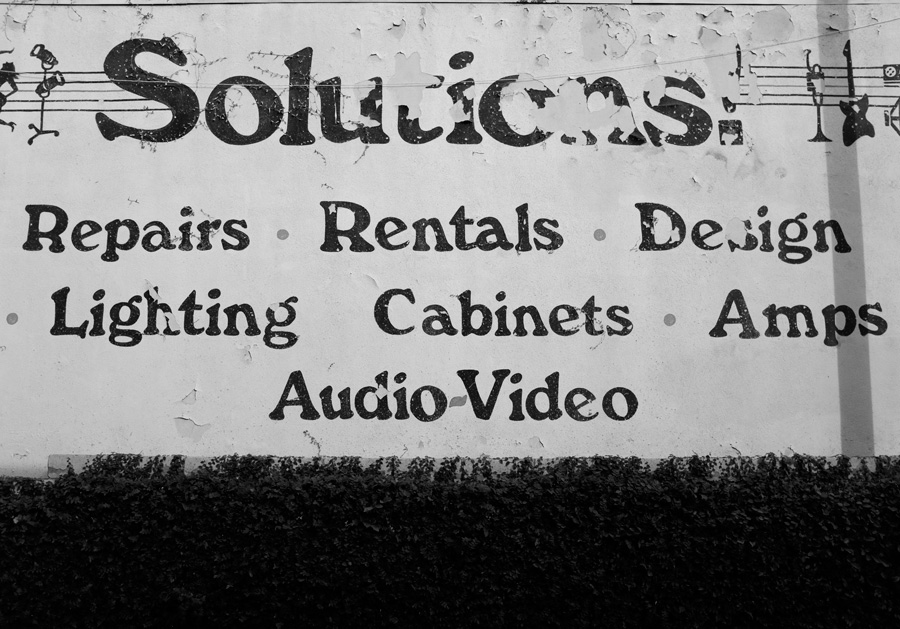 Solutions!
Repairs • Rentals • Design
• Lighting Cabinets • Amps
Audio-Video